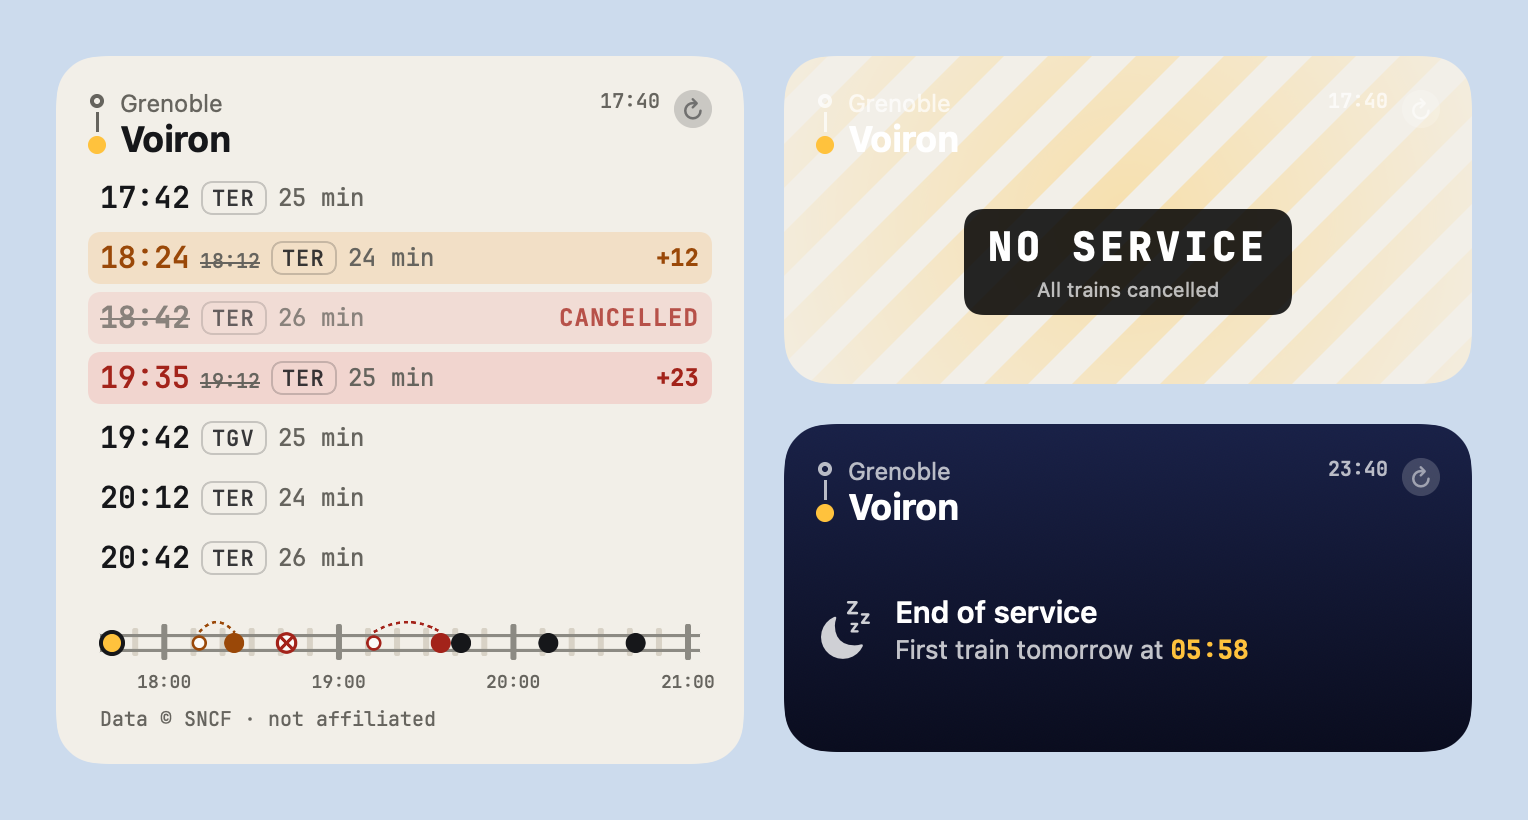 Grenoble
17:40
Voiron
17:42 TER 25 min
18:24 18:12 TER 24 min +12
18:42 TER 26 min CANCELLED
19:35 19:12 TER 25 min +23
19:42 TGV 25 min
20:12 TER 24 min
20:42 TER 26 min
18:00 19:00 20:00 21:00
Data © SNCF · not affiliated
Grenoble
17:40
Voiron
NO SERVICE
All trains cancelled
Grenoble
23:40
Voiron
z z z
End of service
First train tomorrow at 05:58